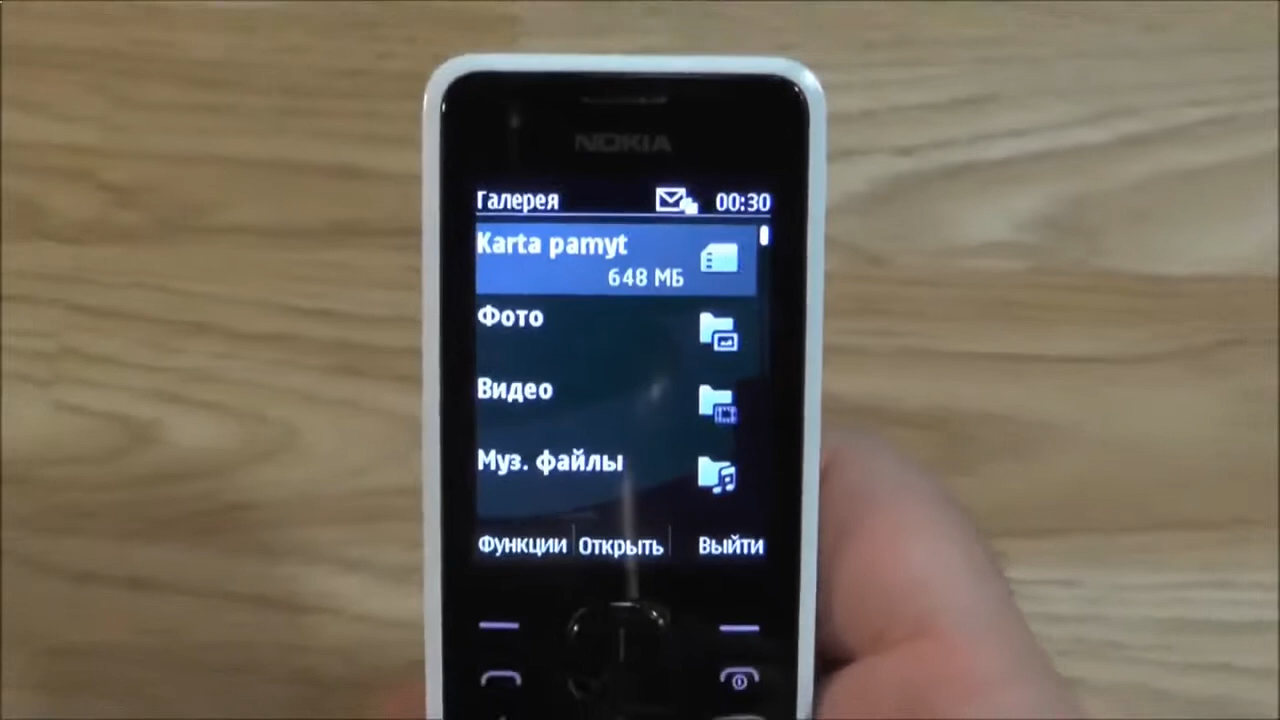 NOKIA
Галерея 00:30
Karta pamyt
648 МБ
Фото
Видео
Муз. файлы
Функции Открыть Выйти